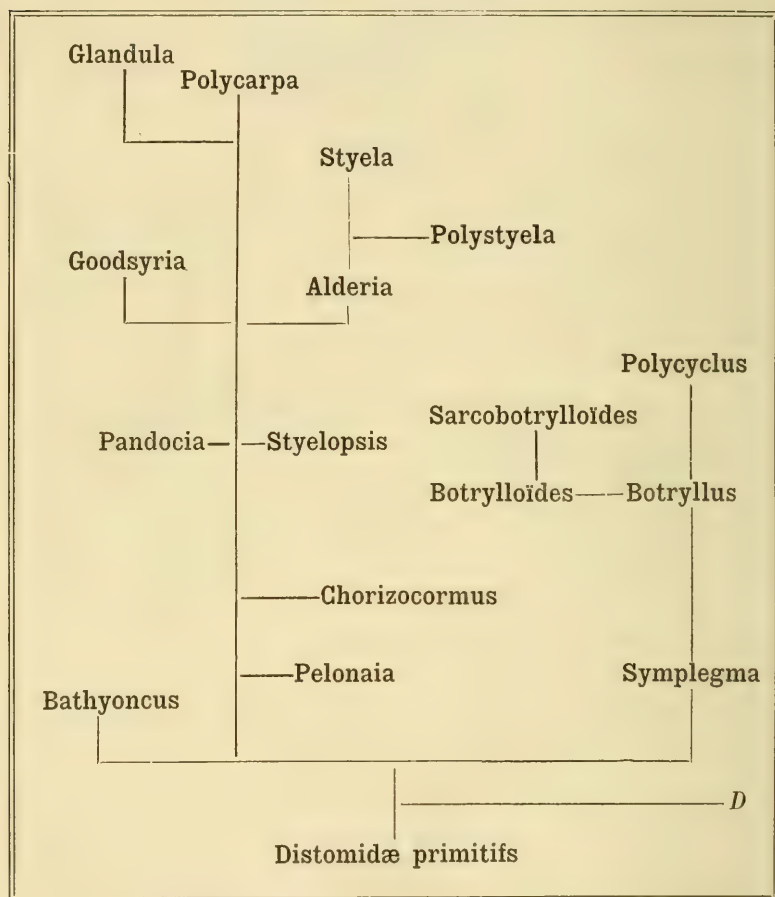 Glandula
Polycarpa
Styela
Polystyela
Goodsyria
Alderia
Polycyclus
Sarcobotrylloïdes
Pandocia
Styelopsis
Botrylloïdes
Botryllus
Chorizocormus
Pelonaia
Symplegma
Bathyoncus
D
Distomidæ primitifs